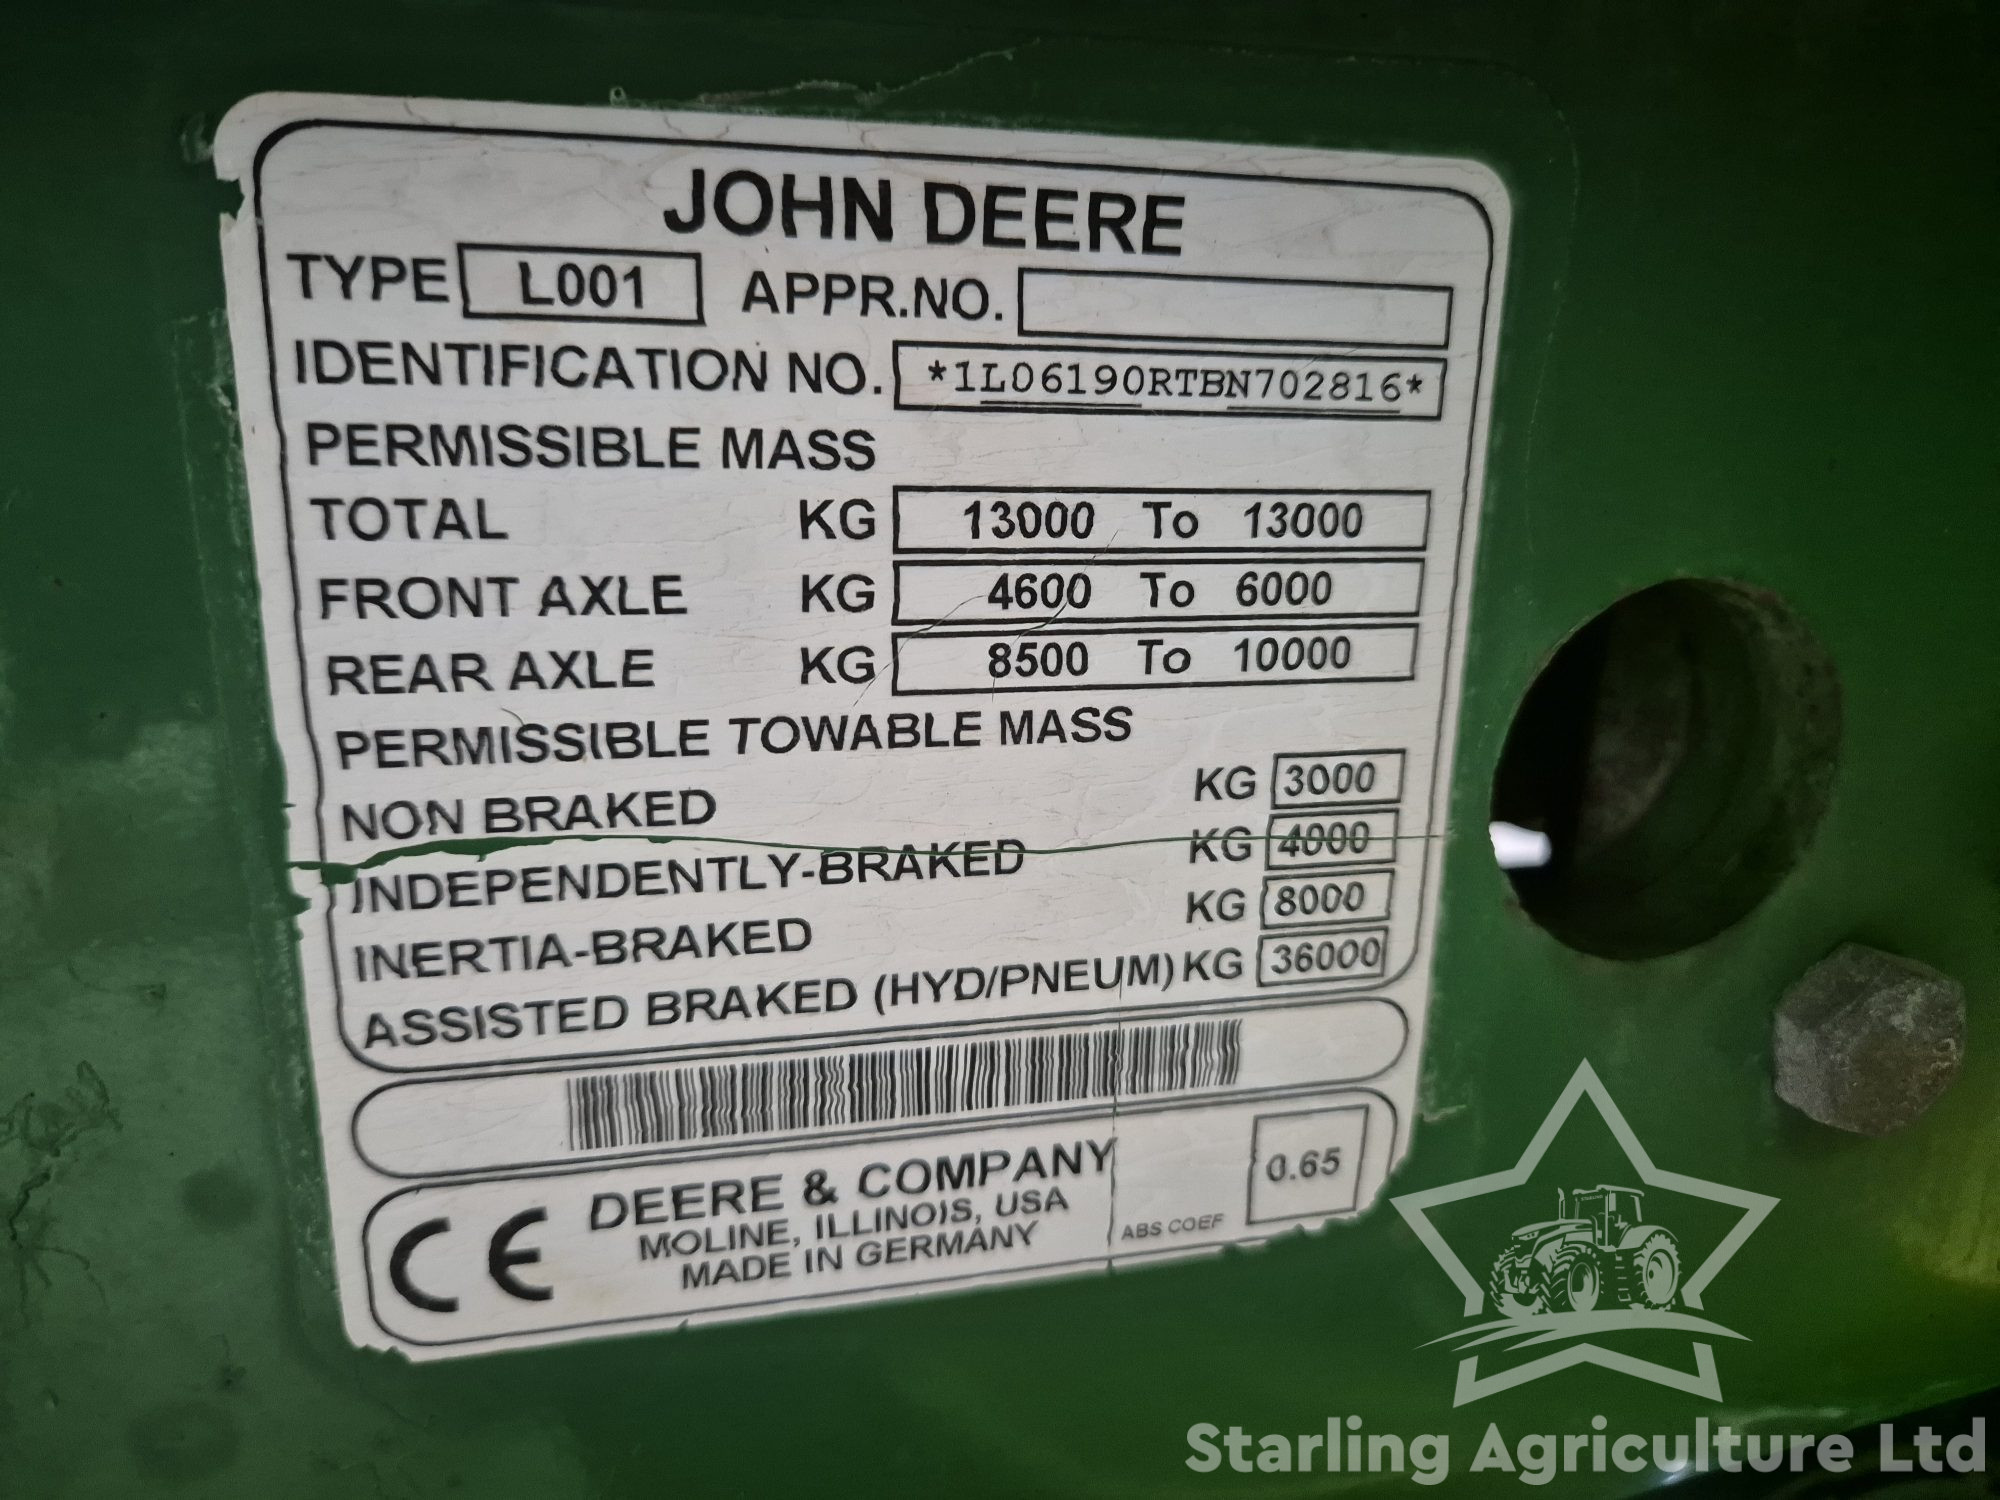 JOHN DEERE
TYPE L001 APPR.NO.
IDENTIFICATION NO. *1L06190RTBN702816*
PERMISSIBLE MASS
TOTAL KG 13000 To 13000
FRONT AXLE KG 4600 To 6000
REAR AXLE KG 8500 To 10000
PERMISSIBLE TOWABLE MASS
NON BRAKED KG 3000
INDEPENDENTLY-BRAKED KG 4000
INERTIA-BRAKED KG 8000
ASSISTED BRAKED (HYD/PNEUM) KG 36000
CE
DEERE & COMPANY
MOLINE, ILLINOIS, USA
MADE IN GERMANY
ABS COEF 0.65
Starling Agriculture Ltd